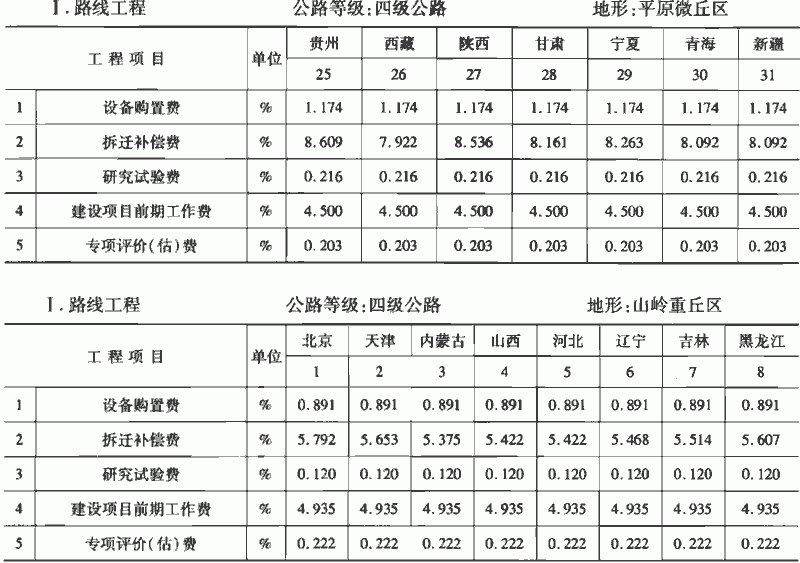 Ⅰ.路线工程 公路等级:四级公路 地形:平原微丘区
工程项目 单位 贵州 西藏 陕西 甘肃 宁夏 青海 新疆
25 26 27 28 29 30 31
1 设备购置费 % 1.174 1.174 1.174 1.174 1.174 1.174 1.174
2 拆迁补偿费 % 8.609 7.922 8.536 8.161 8.263 8.092 8.092
3 研究试验费 % 0.216 0.216 0.216 0.216 0.216 0.216 0.216
4 建设项目前期工作费 % 4.500 4.500 4.500 4.500 4.500 4.500 4.500
5 专项评价(估)费 % 0.203 0.203 0.203 0.203 0.203 0.203 0.203
Ⅰ.路线工程 公路等级:四级公路 地形:山岭重丘区
工程项目 单位 北京 天津 内蒙古 山西 河北 辽宁 吉林 黑龙江
1 2 3 4 5 6 7 8
1 设备购置费 % 0.891 0.891 0.891 0.891 0.891 0.891 0.891 0.891
2 拆迁补偿费 % 5.792 5.653 5.375 5.422 5.422 5.468 5.514 5.607
3 研究试验费 % 0.120 0.120 0.120 0.120 0.120 0.120 0.120 0.120
4 建设项目前期工作费 % 4.935 4.935 4.935 4.935 4.935 4.935 4.935 4.935
5 专项评价(估)费 % 0.222 0.222 0.222 0.222 0.222 0.222 0.222 0.222